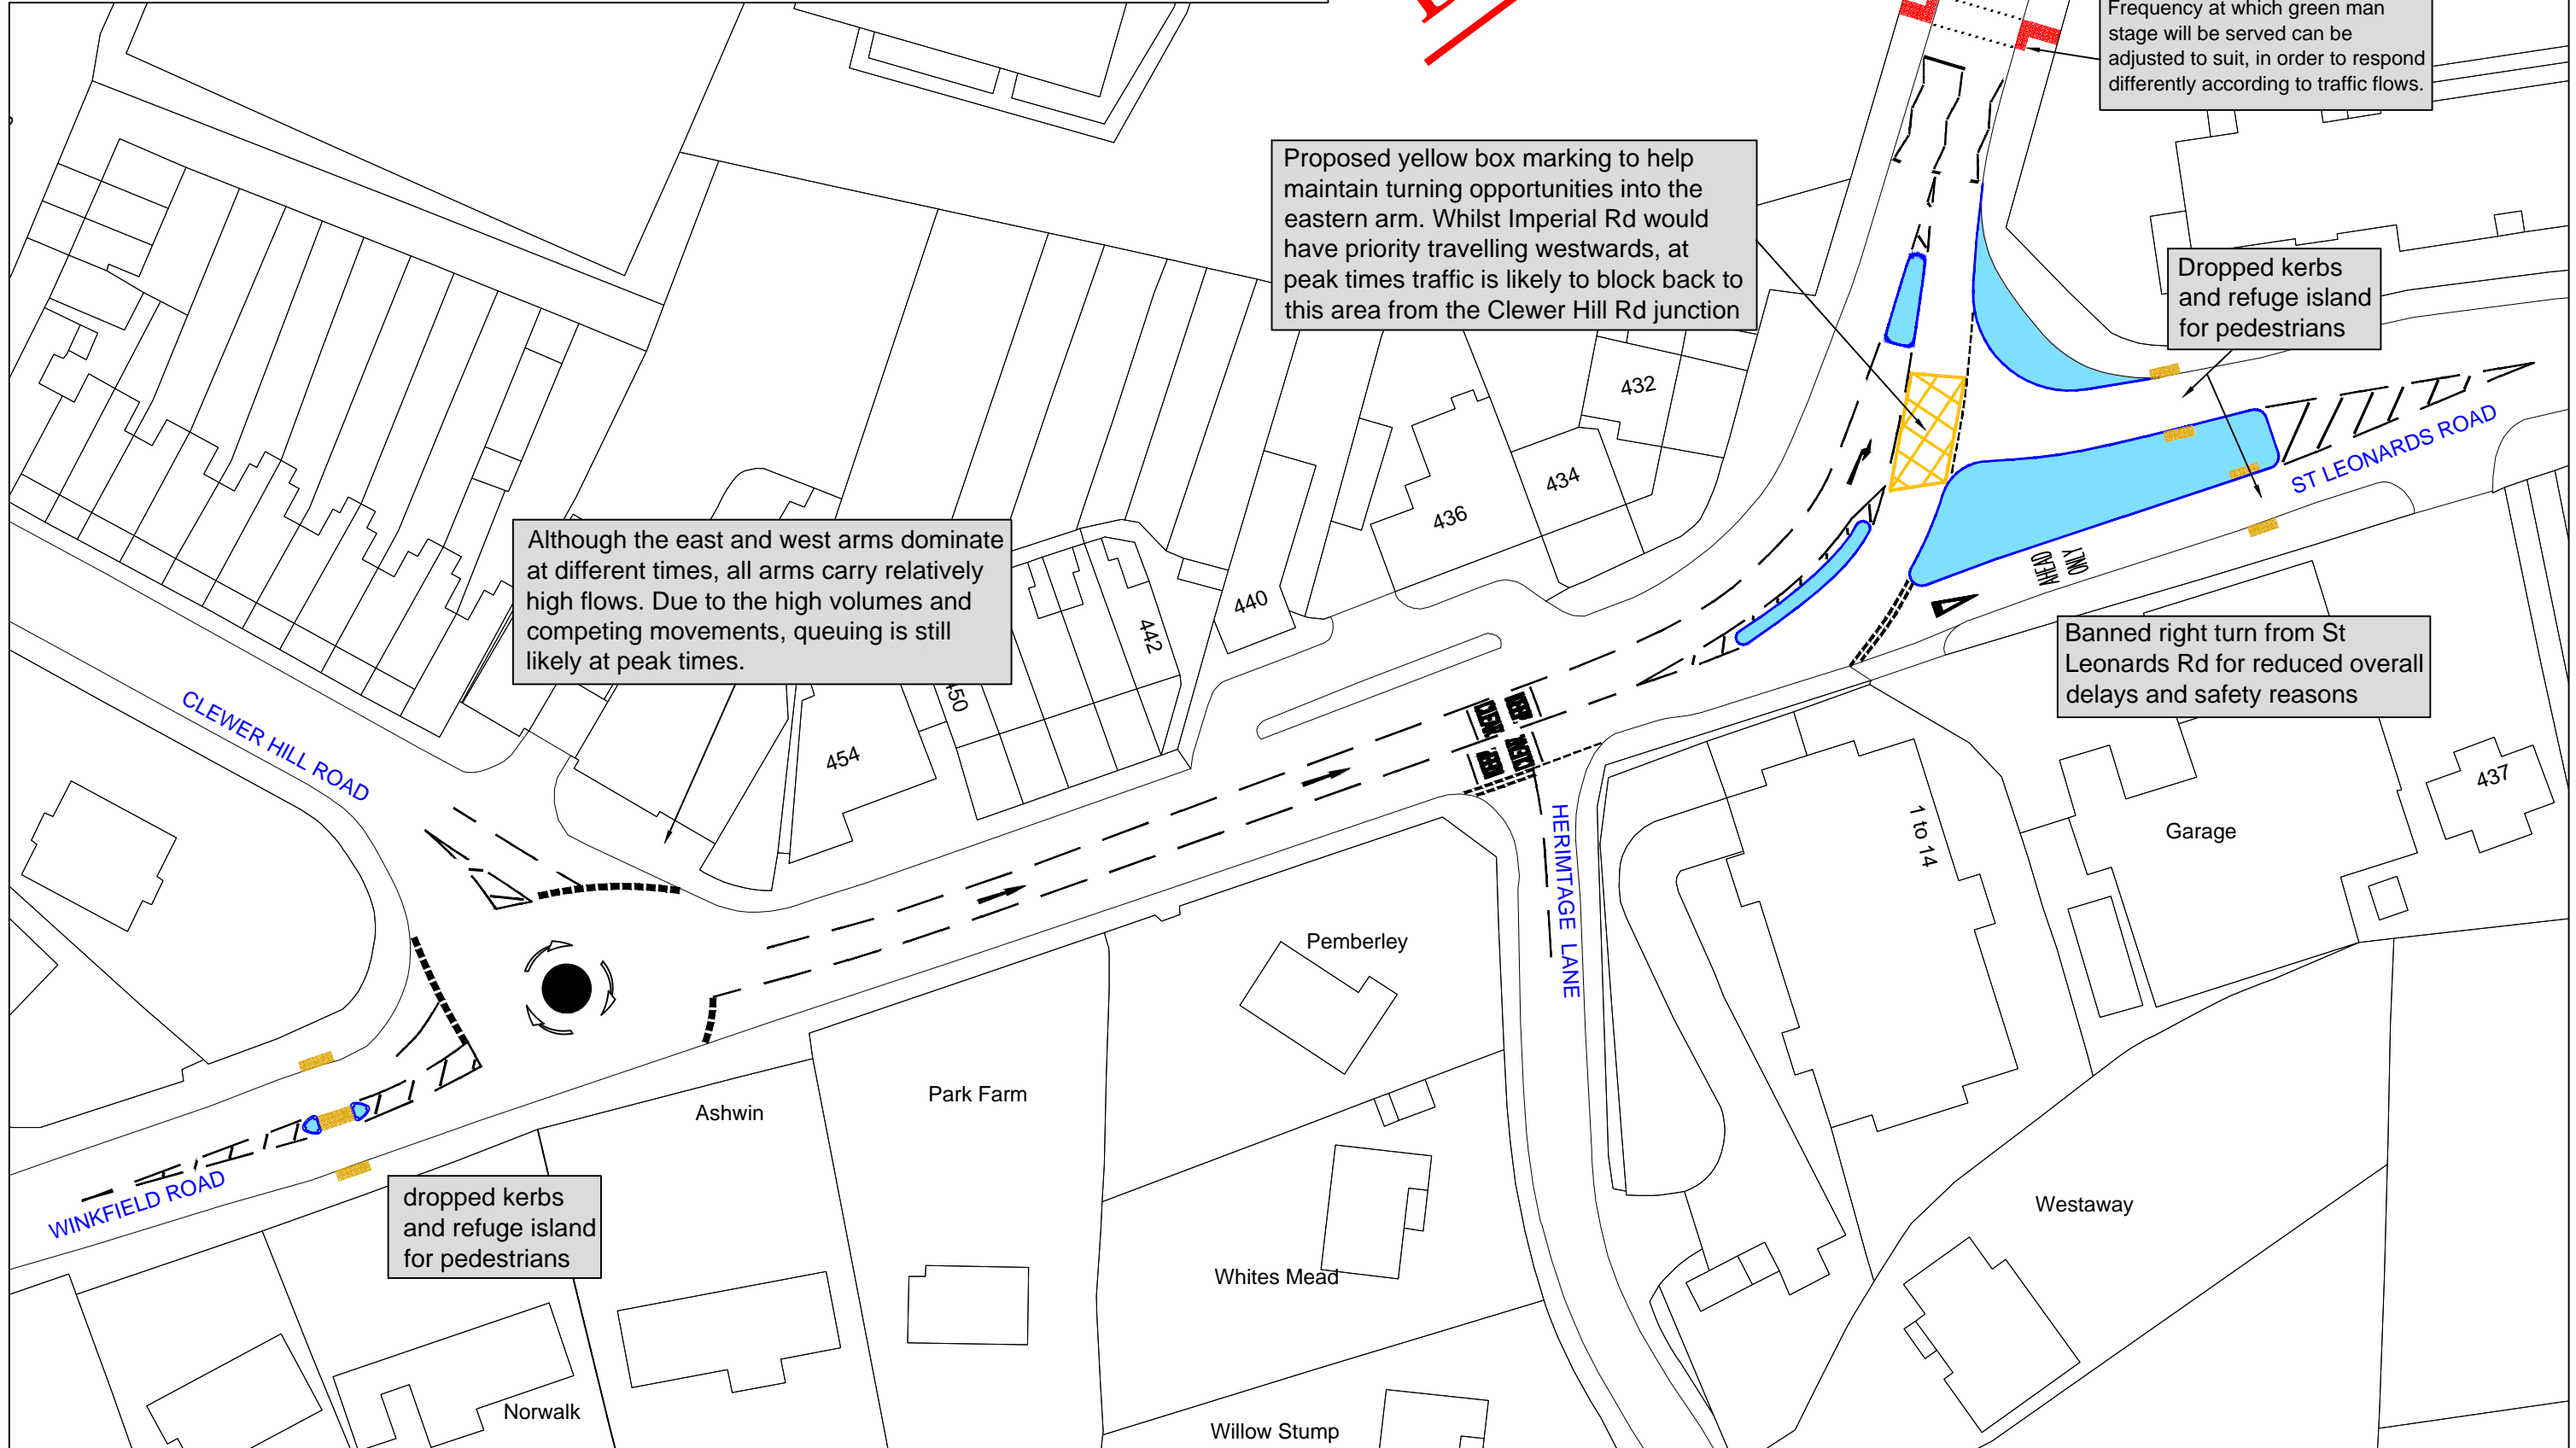 Frequency at which green man
stage will be served can be
adjusted to suit, in order to respond
differently according to traffic flows.
Proposed yellow box marking to help
maintain turning opportunities into the
eastern arm. Whilst Imperial Rd would
have priority travelling westwards, at
peak times traffic is likely to block back to
this area from the Clewer Hill Rd junction
Dropped kerbs
and refuge island
for pedestrians
432
434
436
ST LEONARDS ROAD
Although the east and west arms dominate
at different times, all arms carry relatively
high flows. Due to the high volumes and
competing movements, queuing is still
likely at peak times.
AHEAD
ONLY
440
442
450
454
Banned right turn from St
Leonards Rd for reduced overall
delays and safety reasons
CLEWER HILL ROAD
KEEP
CLEAR
KEEP
CLEAR
HERIMTAGE LANE
1 to 14
Garage
437
Pemberley
Park Farm
Ashwin
WINKFIELD ROAD
dropped kerbs
and refuge island
for pedestrians
Westaway
Whites Mead
Norwalk
Willow Stump